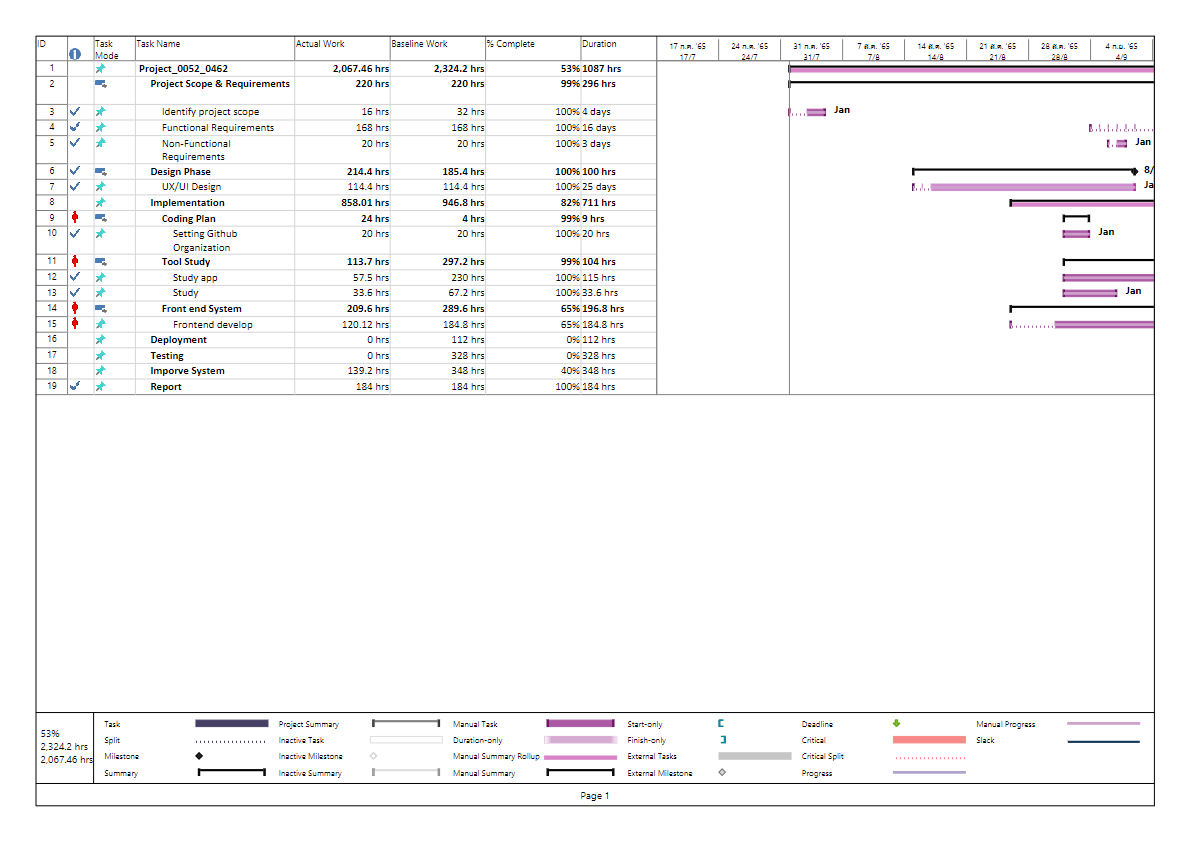 ID Task Mode Task Name Actual Work Baseline Work % Complete Duration 17 ก.ค. '65 24 ก.ค. '65 31 ก.ค. '65 7 ส.ค. '65 14 ส.ค. '65 21 ส.ค. '65 28 ส.ค. '65 4 ก.ย. '65
17/7 24/7 31/7 7/8 14/8 21/8 28/8 4/9
1 Project_0052_0462 2,067.46 hrs 2,324.2 hrs 53% 1087 hrs
2 Project Scope & Requirements 220 hrs 220 hrs 99% 296 hrs
3 Identify project scope 16 hrs 32 hrs 100% 4 days Jan
4 Functional Requirements 168 hrs 168 hrs 100% 16 days
5 Non-Functional 20 hrs 20 hrs 100% 3 days Jan
Requirements
6 Design Phase 214.4 hrs 185.4 hrs 100% 100 hrs 8/
7 UX/UI Design 114.4 hrs 114.4 hrs 100% 25 days Ja
8 Implementation 858.01 hrs 946.8 hrs 82% 711 hrs
9 Coding Plan 24 hrs 4 hrs 99% 9 hrs
10 Setting Github 20 hrs 20 hrs 100% 20 hrs Jan
Organization
11 Tool Study 113.7 hrs 297.2 hrs 99% 104 hrs
12 Study app 57.5 hrs 230 hrs 100% 115 hrs
13 Study 33.6 hrs 67.2 hrs 100% 33.6 hrs Jan
14 Front end System 209.6 hrs 289.6 hrs 65% 196.8 hrs
15 Frontend develop 120.12 hrs 184.8 hrs 65% 184.8 hrs
16 Deployment 0 hrs 112 hrs 0% 112 hrs
17 Testing 0 hrs 328 hrs 0% 328 hrs
18 Imporve System 139.2 hrs 348 hrs 40% 348 hrs
19 Report 184 hrs 184 hrs 100% 184 hrs
53%
2,324.2 hrs
2,067.46 hrs
Task Project Summary Manual Task Start-only Deadline Manual Progress
Split Inactive Task Duration-only Finish-only Critical Slack
Milestone Inactive Milestone Manual Summary Rollup External Tasks Critical Split
Summary Inactive Summary Manual Summary External Milestone Progress
Page 1